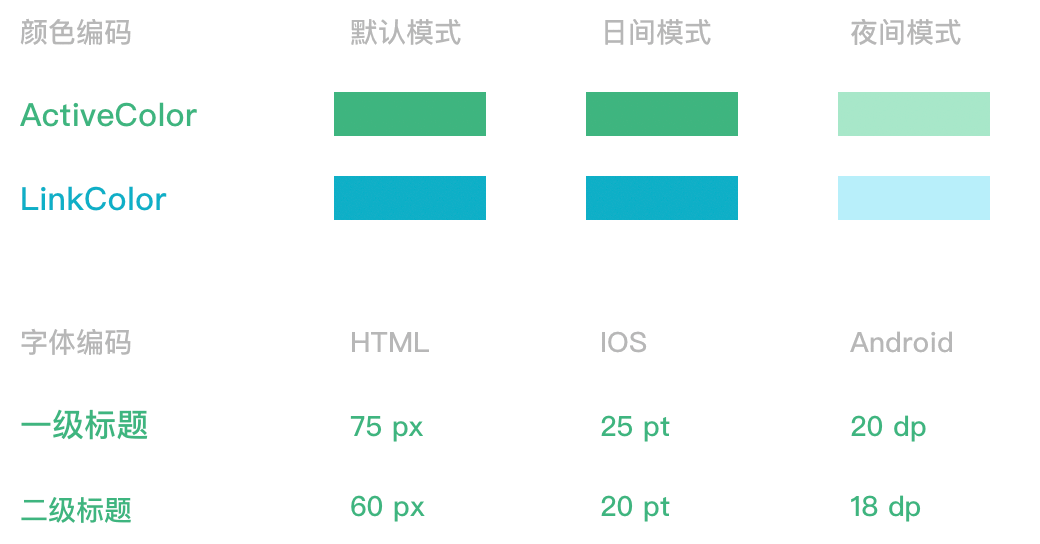 颜色编码 默认模式 日间模式 夜间模式
ActiveColor
LinkColor
字体编码 HTML IOS Android
一级标题 75 px 25 pt 20 dp
二级标题 60 px 20 pt 18 dp